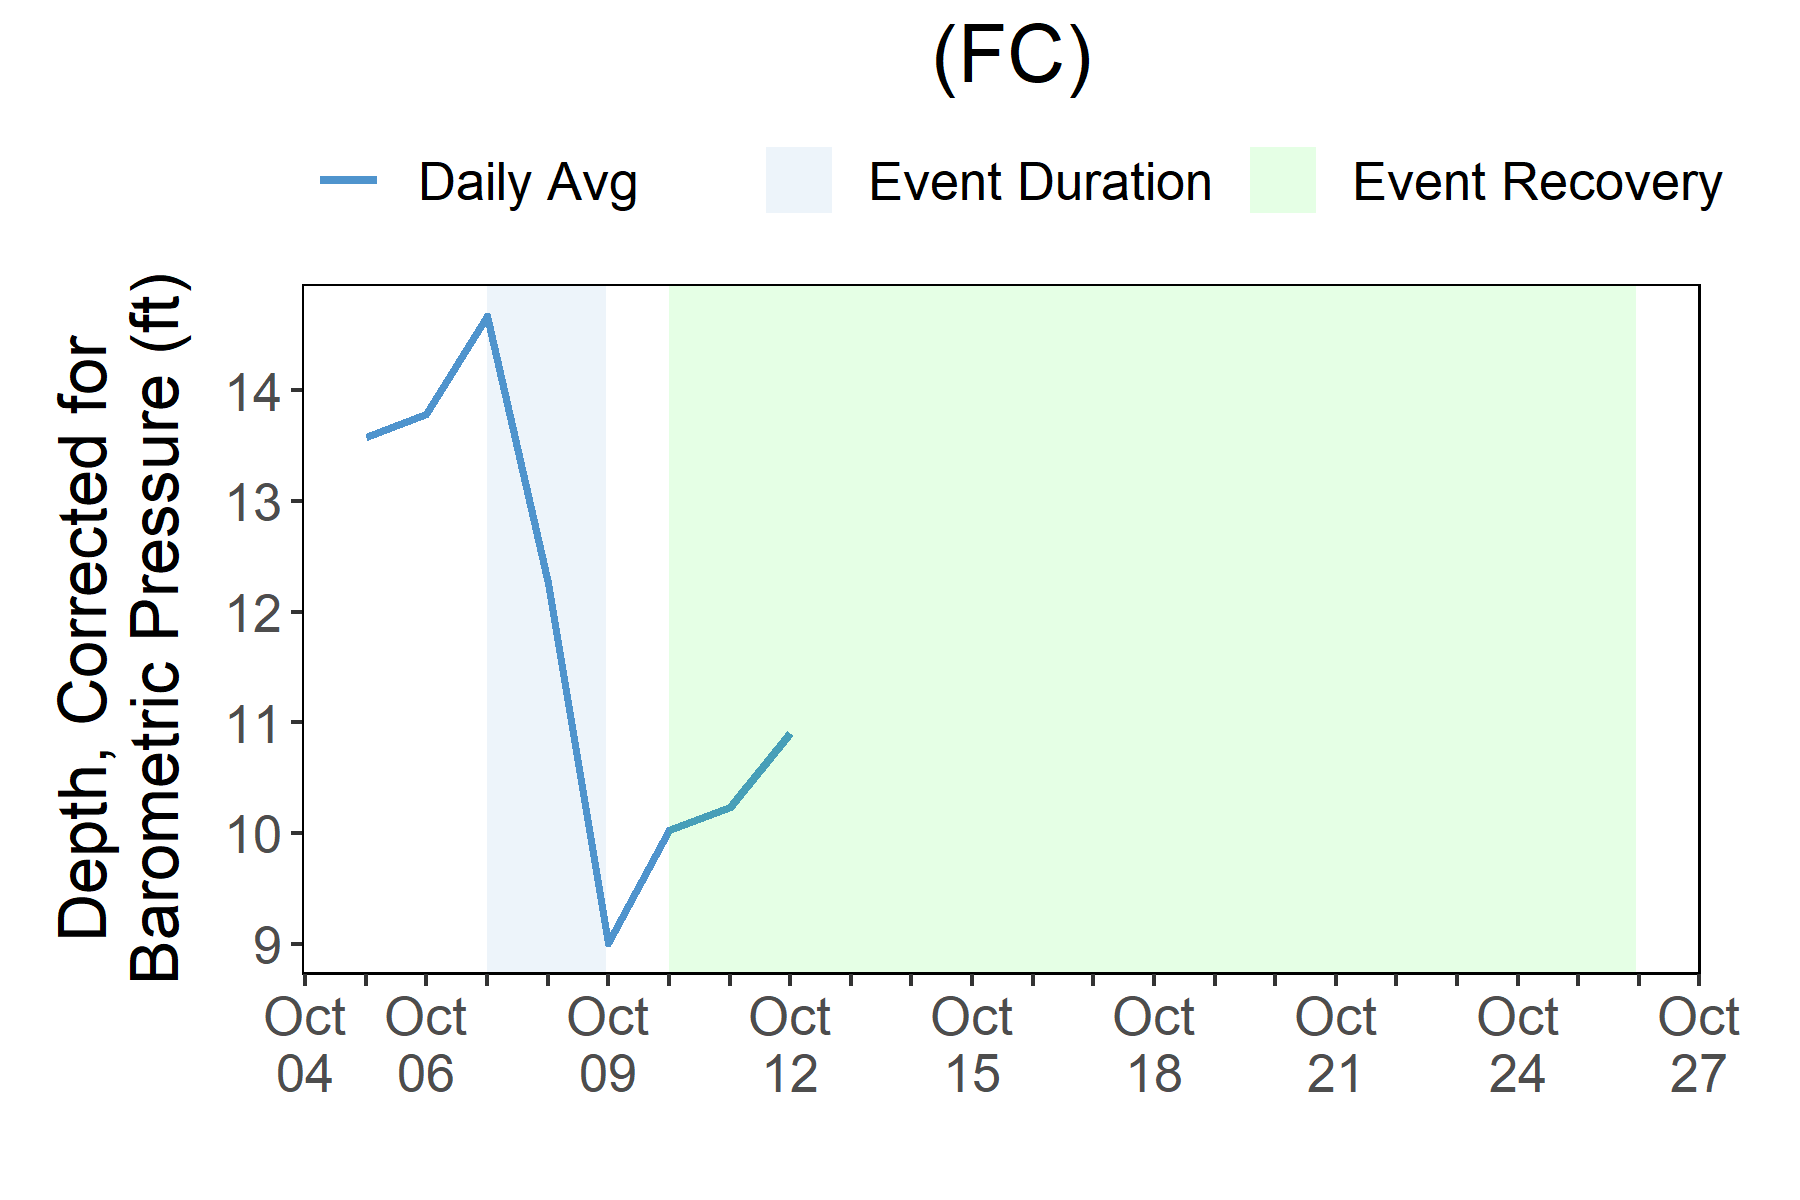 (FC)
Daily Avg
Event Duration
Event Recovery
Depth, Corrected for
Barometric Pressure (ft)
14
13
12
11
10
9
Oct
04
Oct
06
Oct
09
Oct
12
Oct
15
Oct
18
Oct
21
Oct
24
Oct
27